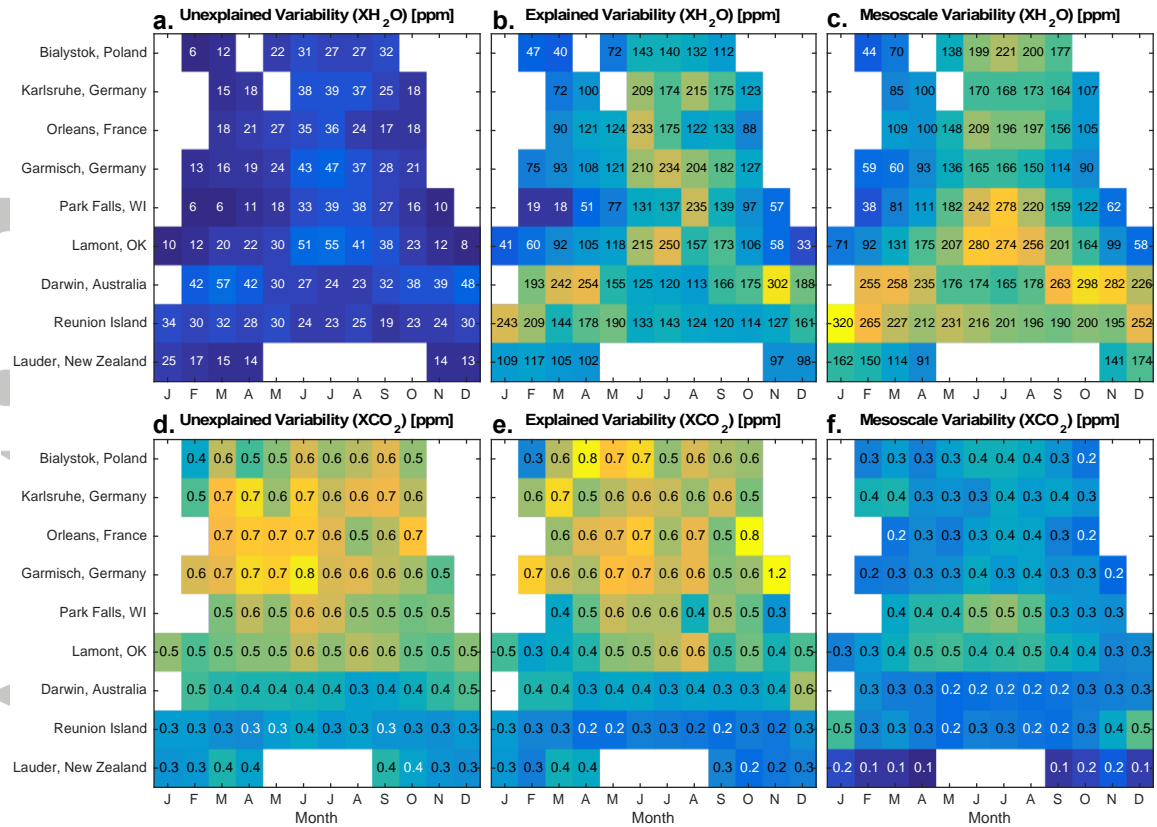 a. Unexplained Variability (XH2O) [ppm] b. Explained Variability (XH2O) [ppm] c. Mesoscale Variability (XH2O) [ppm]
Bialystok, Poland 6 12 22 31 27 27 32 47 40 72 143 140 132 112 44 70 138 199 221 200 177
Karlsruhe, Germany 15 18 38 39 37 25 18 72 100 209 174 215 175 123 85 100 170 168 173 164 107
Orleans, France 18 21 27 35 36 24 17 18 90 121 124 233 175 122 133 88 109 100 148 209 196 197 156 105
Garmisch, Germany 13 16 19 24 43 47 37 28 21 75 93 108 121 210 234 204 182 127 59 60 93 136 165 166 150 114 90
Park Falls, WI 6 6 11 18 33 39 38 27 16 10 19 18 51 77 131 137 235 139 97 57 38 81 111 182 242 278 220 159 122 62
Lamont, OK 10 12 20 22 30 51 55 41 38 23 12 8 41 60 92 105 118 215 250 157 173 106 58 33 71 92 131 175 207 280 274 256 201 164 99 58
Darwin, Australia 42 57 42 30 27 24 23 32 38 39 48 193 242 254 155 125 120 113 166 175 302 188 255 258 235 176 174 165 178 263 298 282 226
Reunion Island 34 30 32 28 30 24 23 25 19 23 24 30 243 209 144 178 190 133 143 124 120 114 127 161 320 265 227 212 231 216 201 196 190 200 195 252
Lauder, New Zealand 25 17 15 14 14 13 109 117 105 102 97 98 162 150 114 91 141 174
d. Unexplained Variability (XCO2) [ppm] e. Explained Variability (XCO2) [ppm] f. Mesoscale Variability (XCO2) [ppm]
Bialystok, Poland 0.4 0.6 0.5 0.5 0.6 0.6 0.6 0.6 0.5 0.3 0.6 0.8 0.7 0.7 0.5 0.6 0.6 0.6 0.3 0.3 0.3 0.3 0.4 0.4 0.4 0.3 0.2
Karlsruhe, Germany 0.5 0.7 0.7 0.6 0.7 0.6 0.6 0.7 0.6 0.6 0.7 0.5 0.6 0.6 0.6 0.6 0.6 0.5 0.4 0.4 0.3 0.3 0.3 0.4 0.3 0.4 0.3
Orleans, France 0.7 0.7 0.7 0.7 0.6 0.5 0.6 0.7 0.5 0.6 0.7 0.7 0.6 0.7 0.5 0.8 0.2 0.3 0.3 0.3 0.4 0.4 0.3 0.2
Garmisch, Germany 0.6 0.7 0.7 0.7 0.8 0.6 0.6 0.6 0.6 0.5 0.7 0.6 0.6 0.7 0.7 0.6 0.6 0.5 0.6 1.2 0.2 0.3 0.3 0.3 0.4 0.3 0.4 0.3 0.3 0.2
Park Falls, WI 0.5 0.6 0.5 0.6 0.6 0.5 0.5 0.5 0.5 0.4 0.5 0.6 0.6 0.6 0.4 0.5 0.5 0.3 0.4 0.4 0.4 0.5 0.5 0.5 0.4 0.3 0.3
Lamont, OK 0.5 0.5 0.5 0.5 0.5 0.6 0.5 0.6 0.6 0.5 0.5 0.5 0.5 0.3 0.4 0.4 0.5 0.5 0.6 0.6 0.5 0.5 0.4 0.5 0.3 0.3 0.4 0.5 0.5 0.4 0.5 0.5 0.4 0.4 0.3 0.3
Darwin, Australia 0.5 0.4 0.4 0.4 0.4 0.4 0.3 0.4 0.4 0.4 0.5 0.4 0.4 0.3 0.4 0.3 0.4 0.3 0.3 0.3 0.4 0.6 0.3 0.3 0.3 0.2 0.2 0.2 0.2 0.2 0.3 0.3 0.3
Reunion Island 0.3 0.3 0.3 0.3 0.3 0.4 0.3 0.3 0.3 0.3 0.3 0.3 0.3 0.3 0.3 0.2 0.2 0.3 0.2 0.3 0.2 0.3 0.2 0.3 0.5 0.3 0.3 0.3 0.2 0.3 0.3 0.2 0.3 0.3 0.4 0.5
Lauder, New Zealand 0.3 0.3 0.4 0.4 0.4 0.4 0.3 0.3 0.3 0.3 0.4 0.4 0.3 0.2 0.2 0.3 0.2 0.1 0.1 0.1 0.1 0.2 0.2 0.1
J F M A M J J A S O N D J F M A M J J A S O N D J F M A M J J A S O N D
Month Month Month